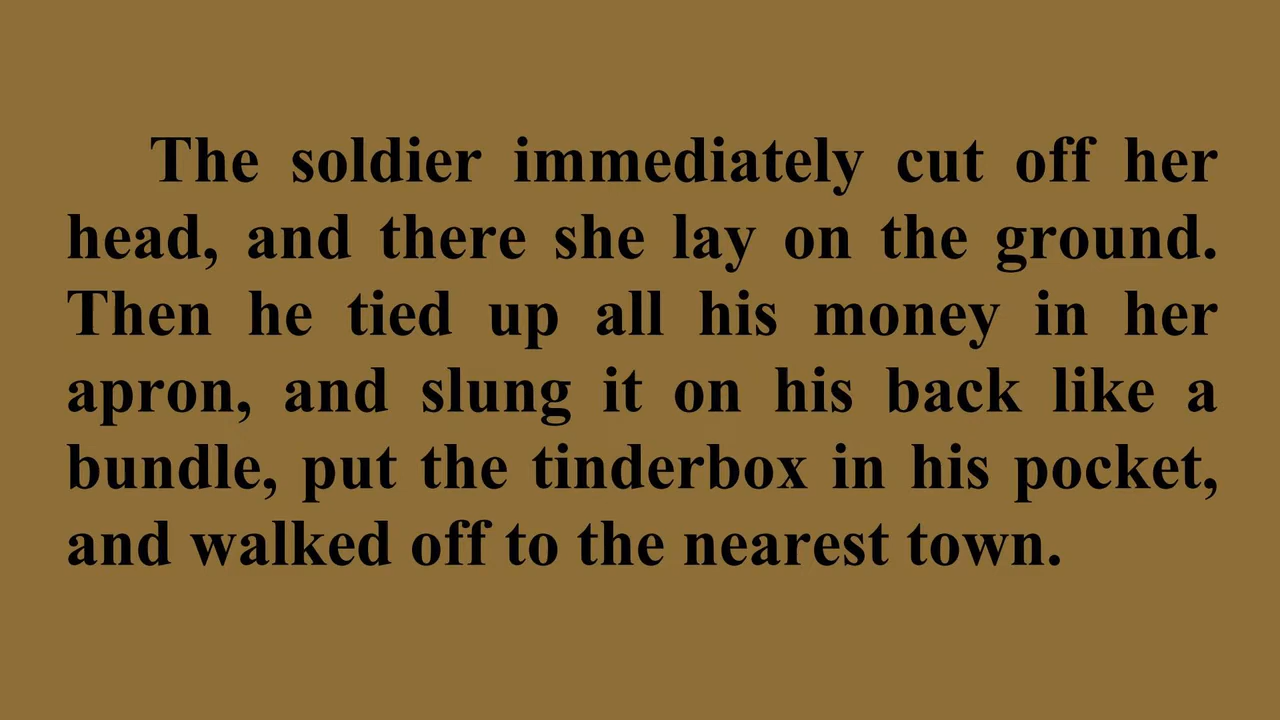 The soldier immediately cut off her
head, and there she lay on the ground.
Then he tied up all his money in her
apron, and slung it on his back like a
bundle, put the tinderbox in his pocket,
and walked off to the nearest town.